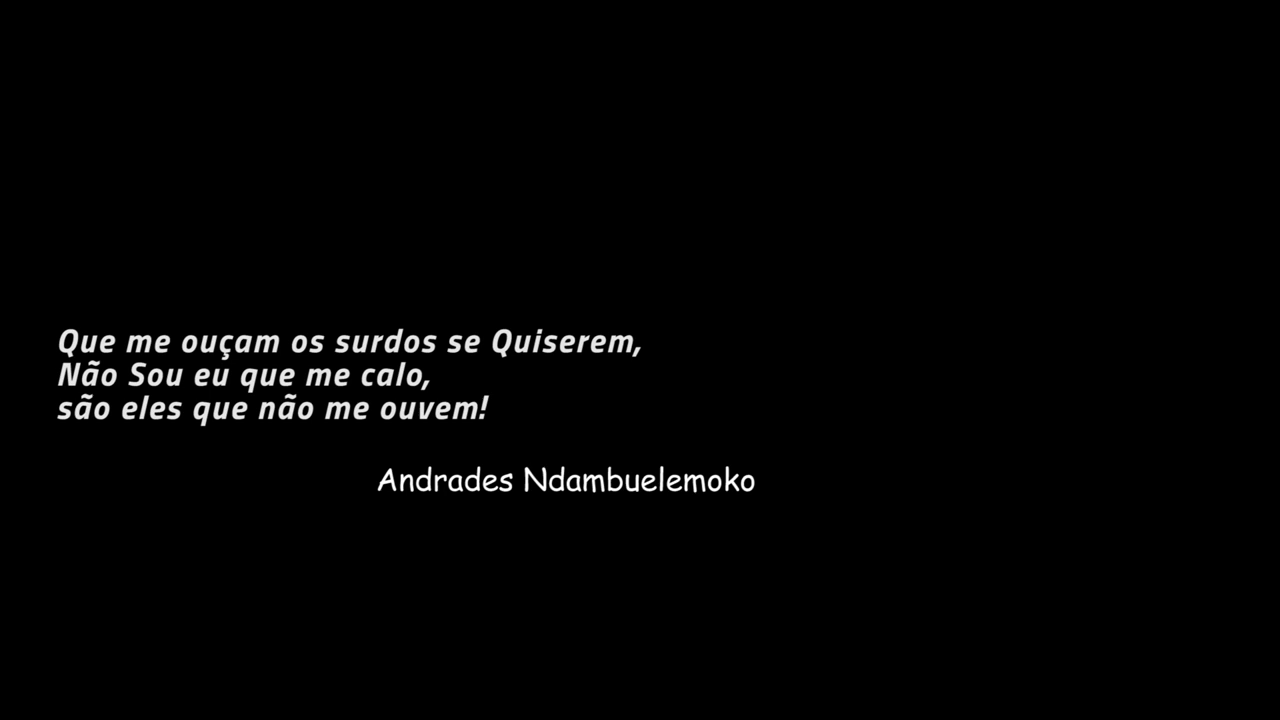 Que me ouçam os surdos se Quiserem,
Não Sou eu que me calo,
são eles que não me ouvem!
Andrades Ndambuelemoko